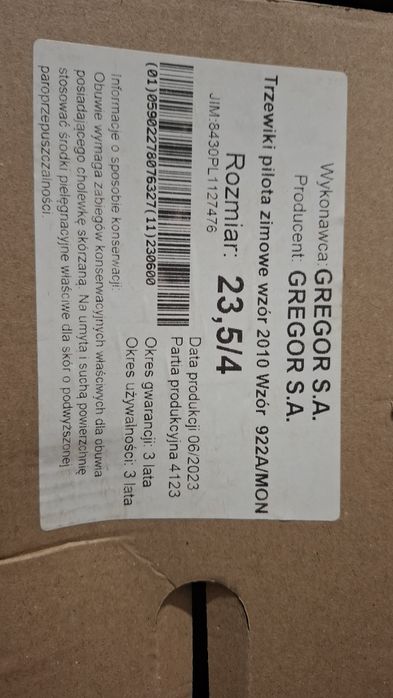 Wykonawca: GREGOR S.A.
Producent: GREGOR S.A.
Trzewiki pilota zimowe wzór 2010 Wzór 922A/MON
Rozmiar: 23,5/4
JIM:8430PL1127476
(01)05902278076327(11)230600
Data produkcji 06/2023
Partia produkcyjna 4123
Okres gwarancji: 3 lata
Okres używalności: 3 lata
Informacje o sposobie konserwacji:
Obuwie wymaga zabiegów konserwacyjnych właściwych dla obuwia
posiadającego cholewkę skórzaną. Na umytą i suchą powierzchnię
stosować środki pielęgnacyjne właściwe dla skór o podwyższonej
paroprzepuszczalności.